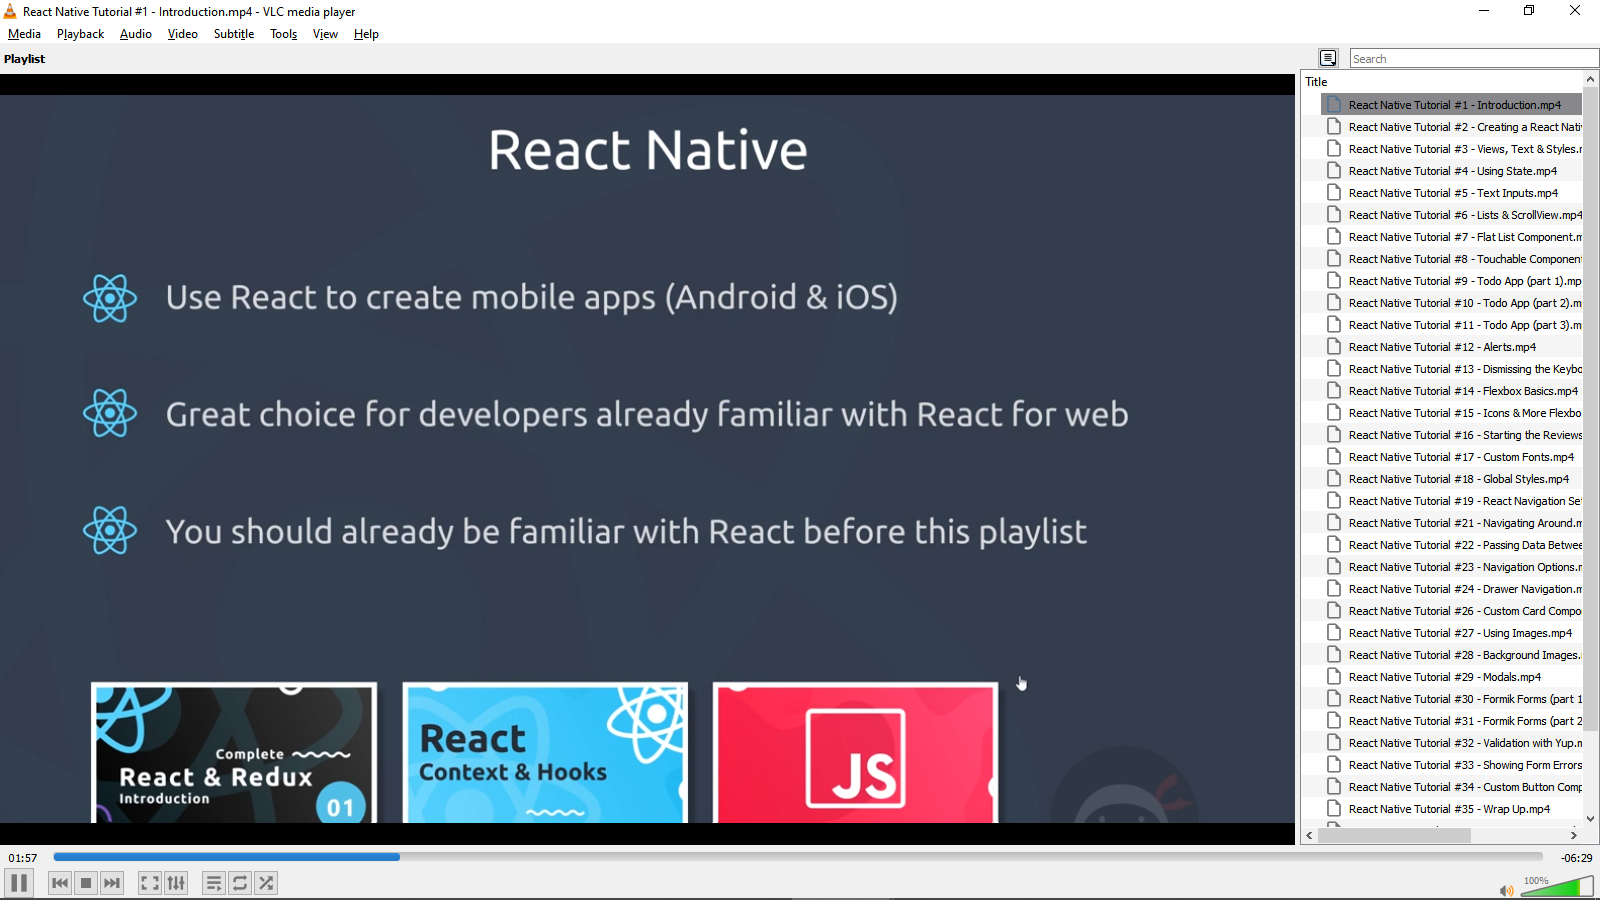 React Native Tutorial #1 - Introduction.mp4 - VLC media player
Media Playback Audio Video Subtitle Tools View Help
Playlist
Search
Title
React Native Tutorial #1 - Introduction.mp4
React Native Tutorial #2 - Creating a React Nati
React Native Tutorial #3 - Views, Text & Styles.r
React Native Tutorial #4 - Using State.mp4
React Native Tutorial #5 - Text Inputs.mp4
React Native Tutorial #6 - Lists & ScrollView.mp4
React Native Tutorial #7 - Flat List Component.m
React Native Tutorial #8 - Touchable Component
React Native Tutorial #9 - Todo App (part 1).mp
React Native Tutorial #10 - Todo App (part 2).m
React Native Tutorial #11 - Todo App (part 3).m
React Native Tutorial #12 - Alerts.mp4
React Native Tutorial #13 - Dismissing the Keybo
React Native Tutorial #14 - Flexbox Basics.mp4
React Native Tutorial #15 - Icons & More Flexbo
React Native Tutorial #16 - Starting the Reviews
React Native Tutorial #17 - Custom Fonts.mp4
React Native Tutorial #18 - Global Styles.mp4
React Native Tutorial #19 - React Navigation Se
React Native Tutorial #21 - Navigating Around.m
React Native Tutorial #22 - Passing Data Betwee
React Native Tutorial #23 - Navigation Options.r
React Native Tutorial #24 - Drawer Navigation.m
React Native Tutorial #26 - Custom Card Compo
React Native Tutorial #27 - Using Images.mp4
React Native Tutorial #28 - Background Images.
React Native Tutorial #29 - Modals.mp4
React Native Tutorial #30 - Formik Forms (part 1
React Native Tutorial #31 - Formik Forms (part 2
React Native Tutorial #32 - Validation with Yup.m
React Native Tutorial #33 - Showing Form Errors
React Native Tutorial #34 - Custom Button Comp
React Native Tutorial #35 - Wrap Up.mp4
React Native
Use React to create mobile apps (Android & iOS)
Great choice for developers already familiar with React for web
You should already be familiar with React before this playlist
Complete
React & Redux
Introduction
01
React
Context & Hooks
JS
01:57
-06:29
100%